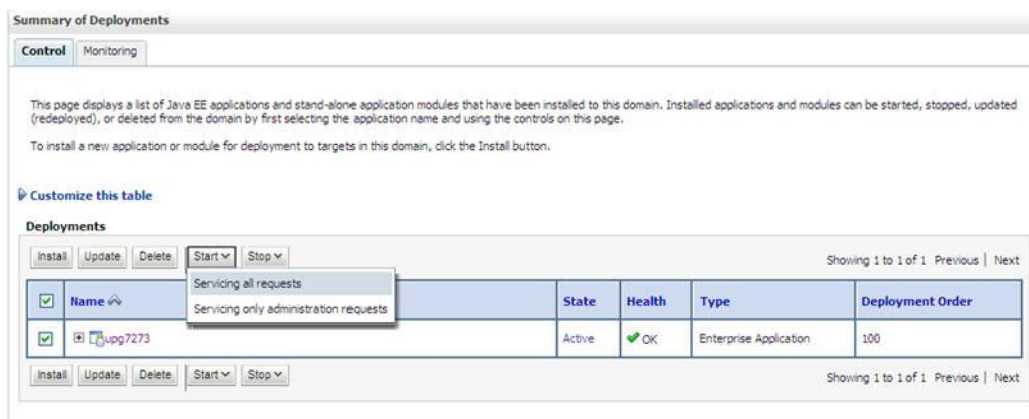 Summary of Deployments
Control Monitoring
This page displays a list of Java EE applications and stand-alone application modules that have been installed to this domain. Installed applications and modules can be started, stopped, updated
(redeployed), or deleted from the domain by first selecting the application name and using the controls on this page.
To install a new application or module for deployment to targets in this domain, click the Install button.
Customize this table
Deployments
Install Update Delete Start Stop Showing 1 to 1 of 1 Previous | Next
Servicing all requests
Servicing only administration requests
Name State Health Type Deployment Order
upg7273 Active OK Enterprise Application 100
Install Update Delete Start Stop Showing 1 to 1 of 1 Previous | Next